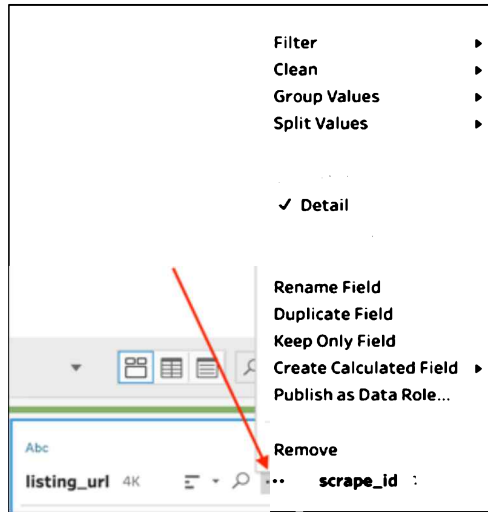 Filter
Clean
Group Values
Split Values
✓ Detail
Rename Field
Duplicate Field
Keep Only Field
Create Calculated Field
Publish as Data Role...
Remove
Abc
listing_url 4K
scrape_id